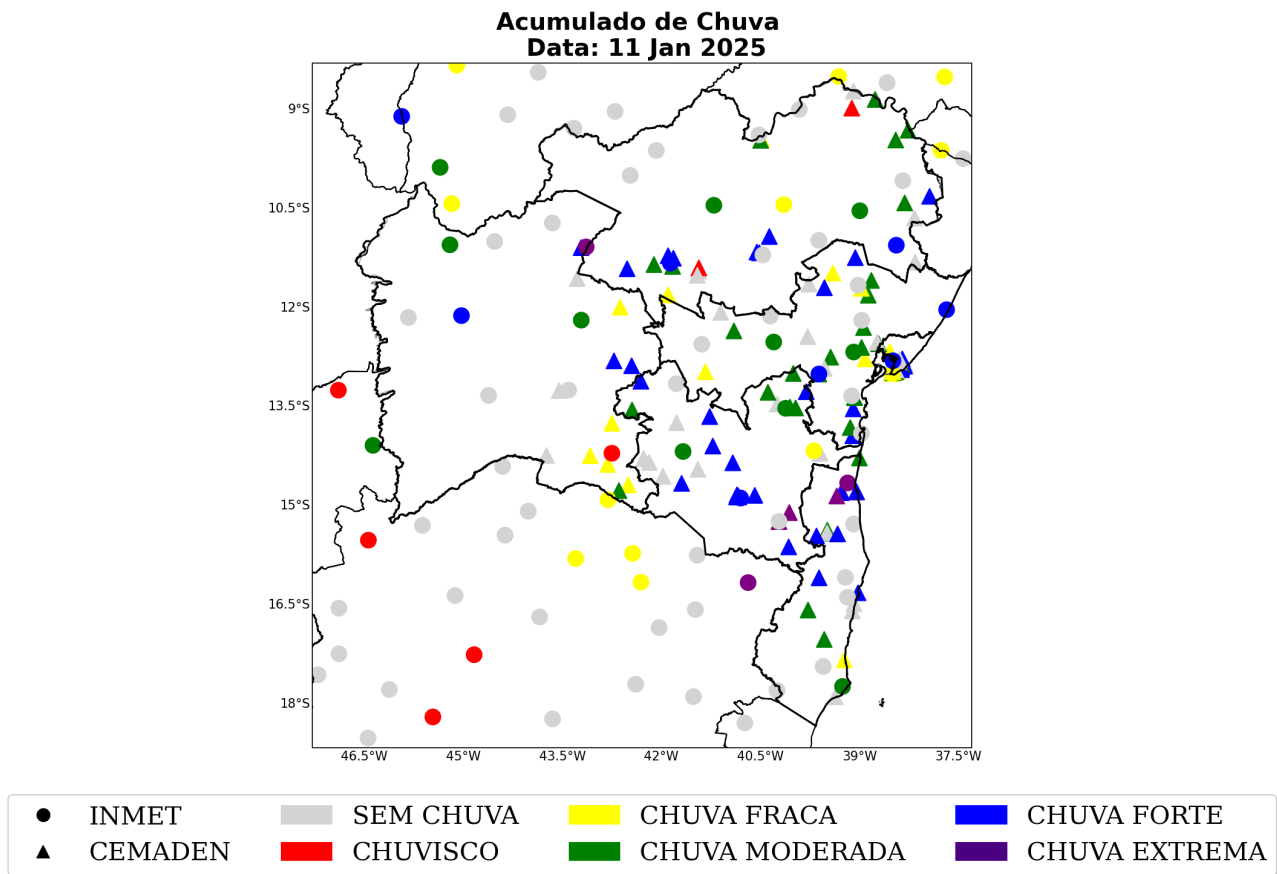 Acumulado de Chuva
Data: 11 Jan 2025
9°S
10.5°S
12°S
13.5°S
15°S
16.5°S
18°S
46.5°W 45°W 43.5°W 42°W 40.5°W 39°W 37.5°W
INMET SEM CHUVA CHUVA FRACA CHUVA FORTE
CEMADEN CHUVISCO CHUVA MODERADA CHUVA EXTREMA